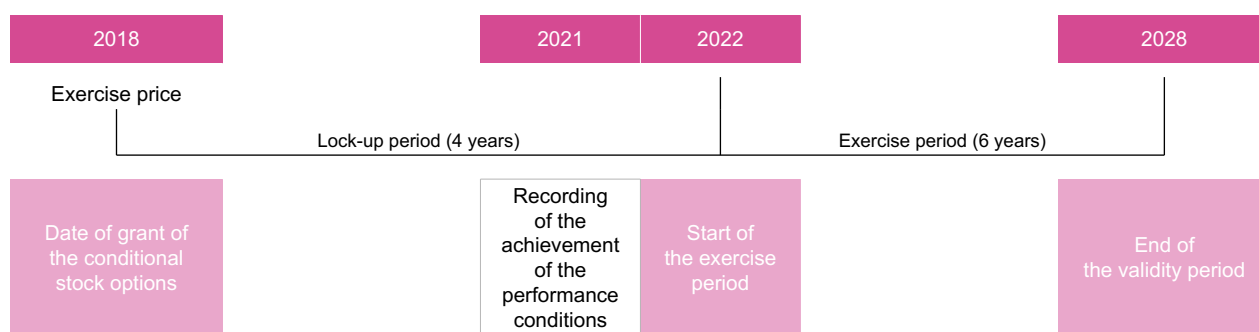 2018
2021
2022
2028
Exercise price
Lock-up period (4 years)
Exercise period (6 years)
Date of grant of
the conditional
stock options
Recording
of the
achievement
of the
performance
conditions
Start of
the exercise
period
End of
the validity period